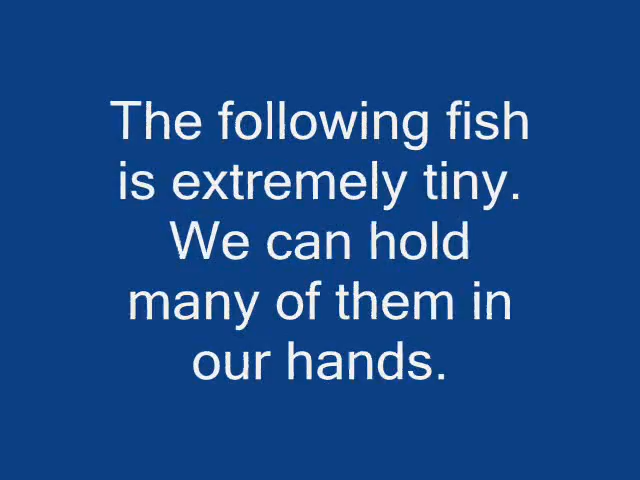 The following fish
is extremely tiny.
We can hold
many of them in
our hands.